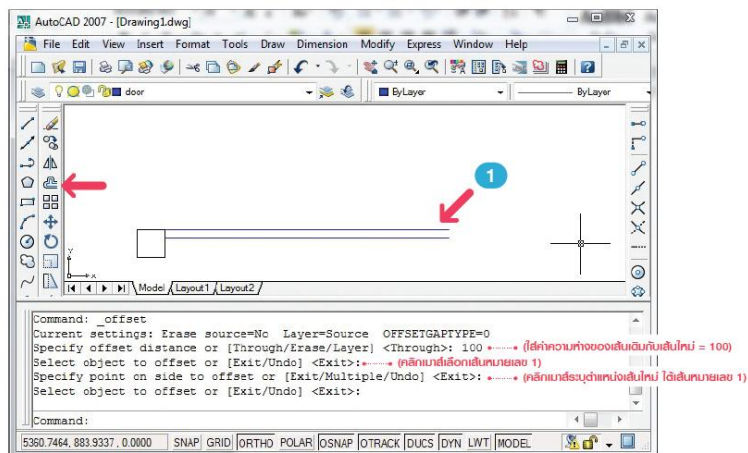 AutoCAD 2007 - [Drawing1.dwg]
File Edit View Insert Format Tools Draw Dimension Modify Express Window Help
door
ByLayer
ByLayer
1
Y
X
Model Layout1 Layout2
Command: _offset
Current settings: Erase source=No Layer=Source OFFSETGAPTYPE=0
Specify offset distance or [Through/Erase/Layer] <Through>: 100 (ใส่ค่าความห่างของเส้นเดิมกับเส้นใหม่ = 100)
Select object to offset or [Exit/Undo] <Exit>: (คลิกเมาส์เลือกเส้นหมายเลข 1)
Specify point on side to offset or [Exit/Multiple/Undo] <Exit>: (คลิกเมาส์ระบุตำแหน่งเส้นใหม่ ได้เส้นหมายเลข 1)
Select object to offset or [Exit/Undo] <Exit>:
Command:
5360.7464, 883.9337, 0.0000 SNAP GRID ORTHO POLAR OSNAP OTRACK DUCS DYN LWT MODEL